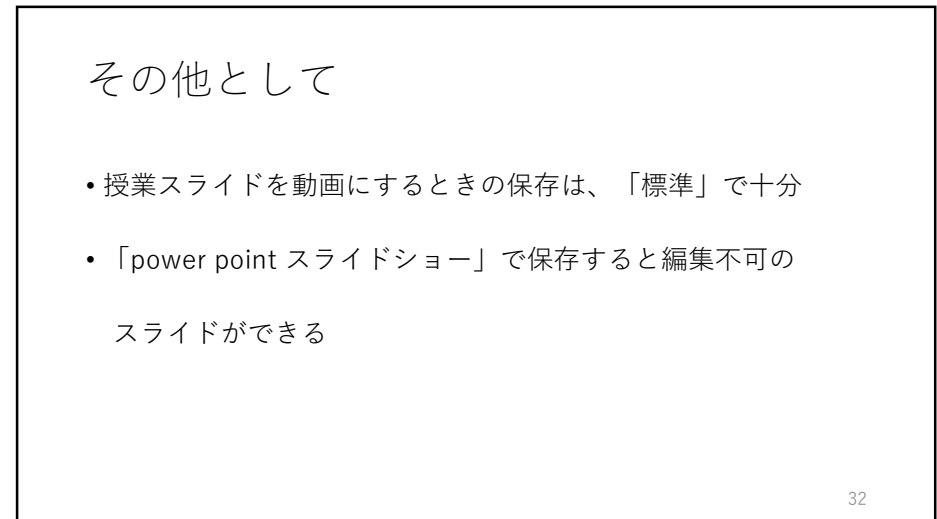 その他として
• 授業スライドを動画にするときの保存は、「標準」で十分
• 「power point スライドショー」で保存すると編集不可の
スライドができる
32